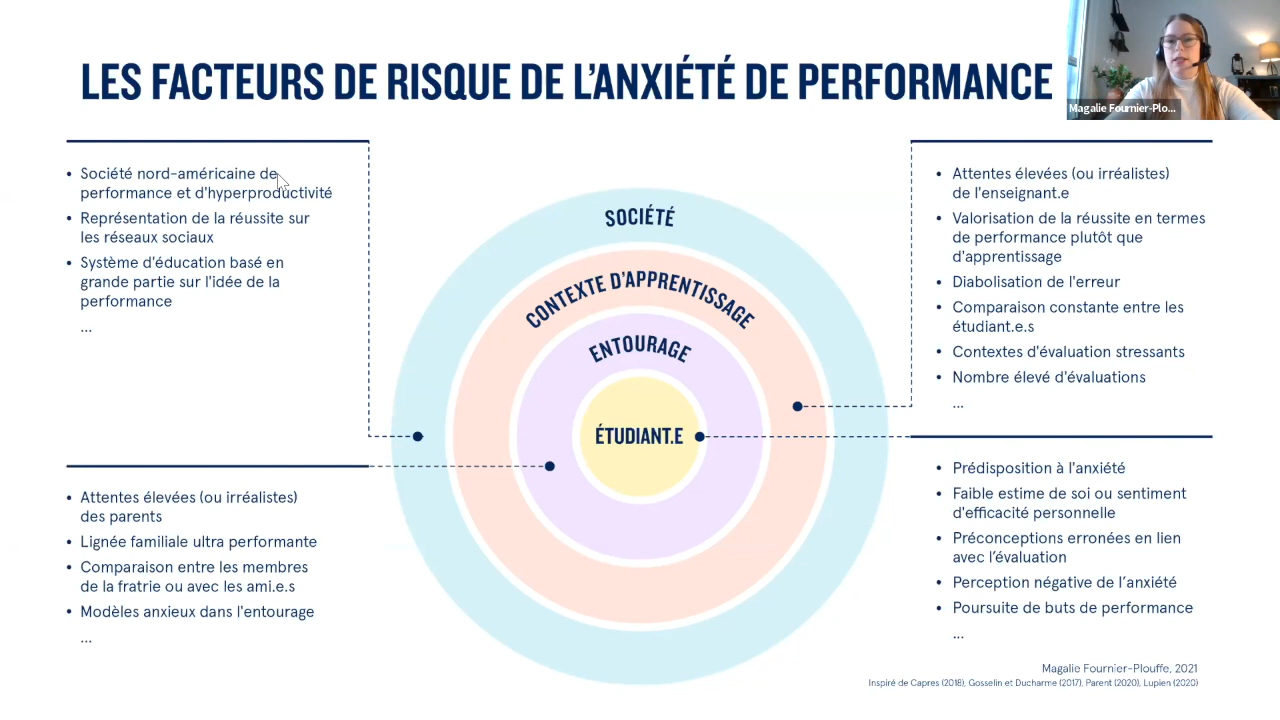 LES FACTEURS DE RISQUE DE L'ANXIÉTÉ DE PERFORMANCE
Magalie Fournier-Plo...
• Société nord-américaine de
performance et d'hyperproductivité
• Représentation de la réussite sur
les réseaux sociaux
• Système d'éducation basé en
grande partie sur l'idée de la
performance
...
• Attentes élevées (ou irréalistes)
des parents
• Lignée familiale ultra performante
• Comparaison entre les membres
de la fratrie ou avec les ami.e.s
• Modèles anxieux dans l'entourage
...
SOCIÉTÉ
CONTEXTE D'APPRENTISSAGE
ENTOURAGE
ÉTUDIANT.E
• Attentes élevées (ou irréalistes)
de l'enseignant.e
• Valorisation de la réussite en termes
de performance plutôt que
d'apprentissage
• Diabolisation de l'erreur
• Comparaison constante entre les
étudiant.e.s
• Contextes d'évaluation stressants
• Nombre élevé d'évaluations
...
• Prédisposition à l'anxiété
• Faible estime de soi ou sentiment
d'efficacité personnelle
• Préconceptions erronées en lien
avec l’évaluation
• Perception négative de l’anxiété
• Poursuite de buts de performance
...
Magalie Fournier-Plouffe, 2021
Inspiré de Capres (2018), Gosselin et Ducharme (2017), Parent (2020), Lupien (2020)